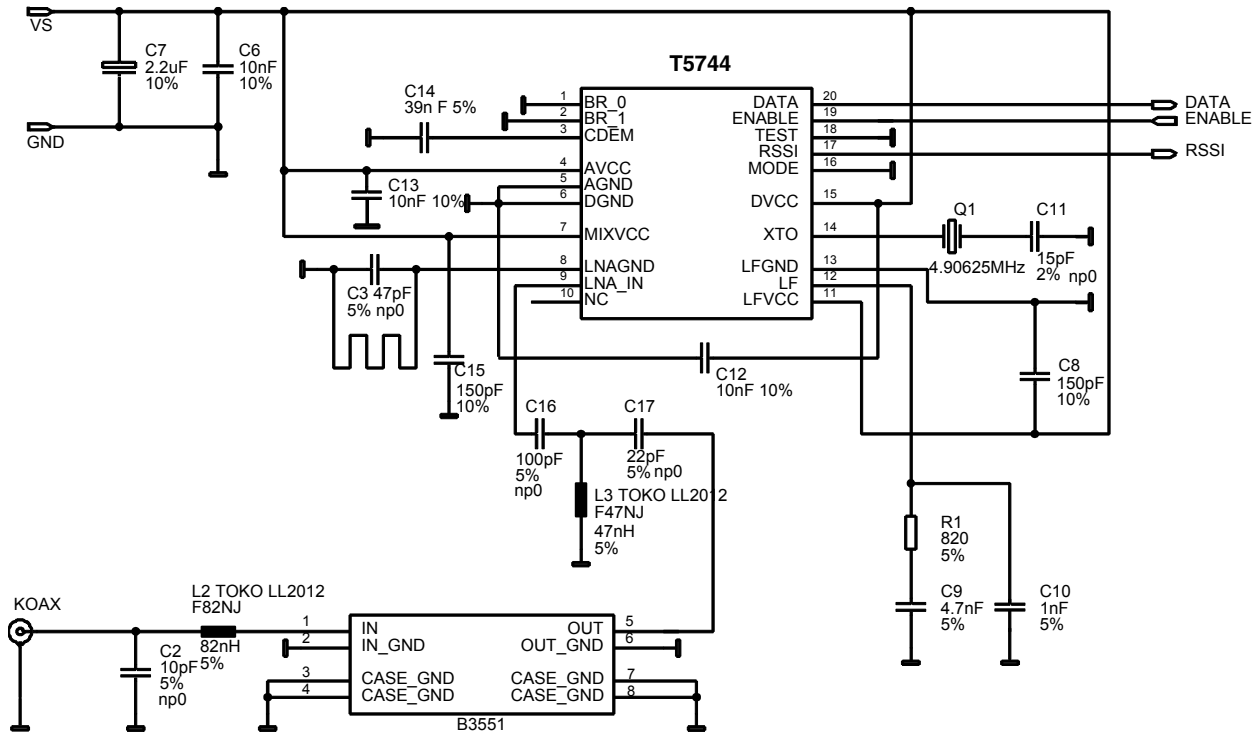 VS
C7
2.2uF
10%
C6
10nF
10%
GND
C14
39n F 5%
C13
10nF 10%
C3 47pF
5% np0
C15
150pF
10%
T5744
1 BR_0
2 BR_1
3 CDEM
4 AVCC
5 AGND
6 DGND
7 MIXVCC
8 LNAGND
9 LNA_IN
10 NC
DATA 20
ENABLE 19
TEST 18
RSSI 17
MODE 16
DVCC 15
XTO 14
LFGND 13
LF 12
LFVCC 11
DATA
ENABLE
RSSI
Q1
4.90625MHz
C11
15pF
2% np0
C12
10nF 10%
C8
150pF
10%
C16
100pF
5%
np0
C17
22pF
5% np0
L3 TOKO LL2012
F47NJ
47nH
5%
R1
820
5%
C9
4.7nF
5%
C10
1nF
5%
KOAX
L2 TOKO LL2012
F82NJ
82nH
5%
C2
10pF
5%
np0
1 IN
2 IN_GND
3 CASE_GND
4 CASE_GND
OUT 5
OUT_GND 6
CASE_GND 7
CASE_GND 8
B3551